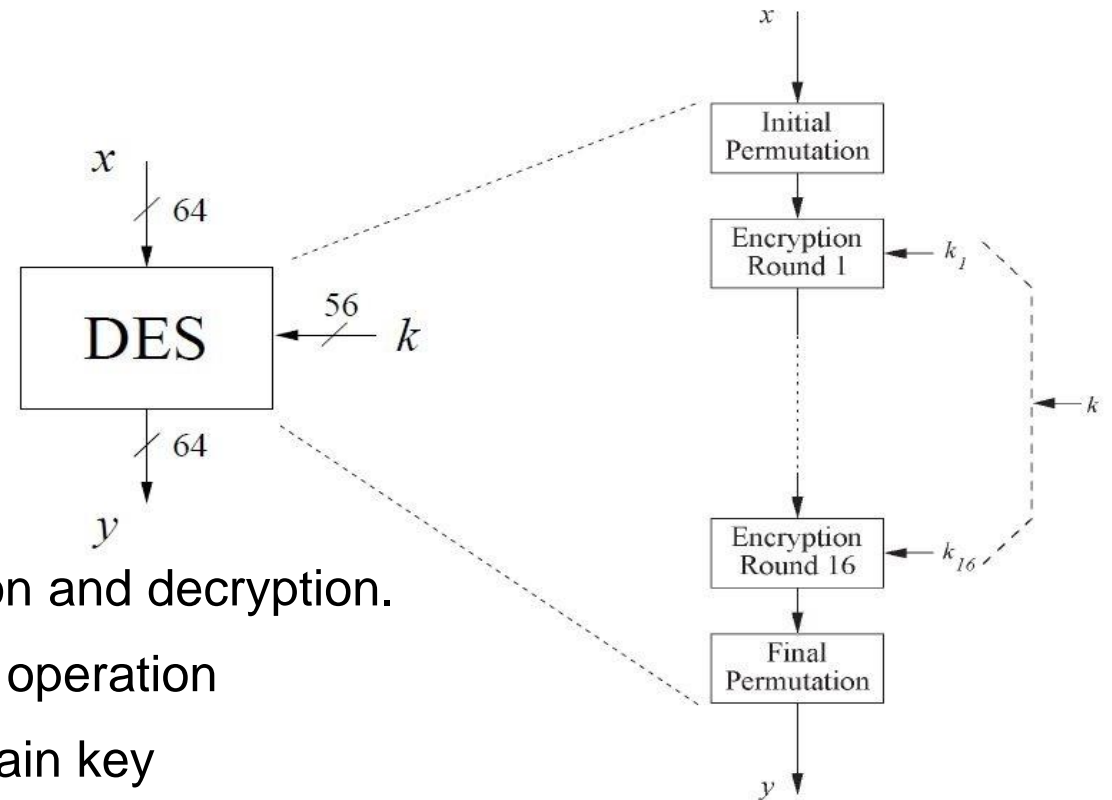 x
64
DES
56
k
64
y
on and decryption.
operation
ain key
x
Initial
Permutation
Encryption
Round 1
k1
k
Encryption
Round 16
k16
Final
Permutation
y